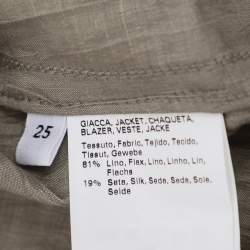 25
GIACCA, JACKET, CHAQUETA,
BLAZER, VESTE, JACKE
Tessuto, Fabric, Tejido, Tecido,
Tissut, Gewebe
81% Lino, Flax, Lino, Linho, Lin,
Flachs
19% Seta, Silk, Seda, Seda, Soie,
Seide